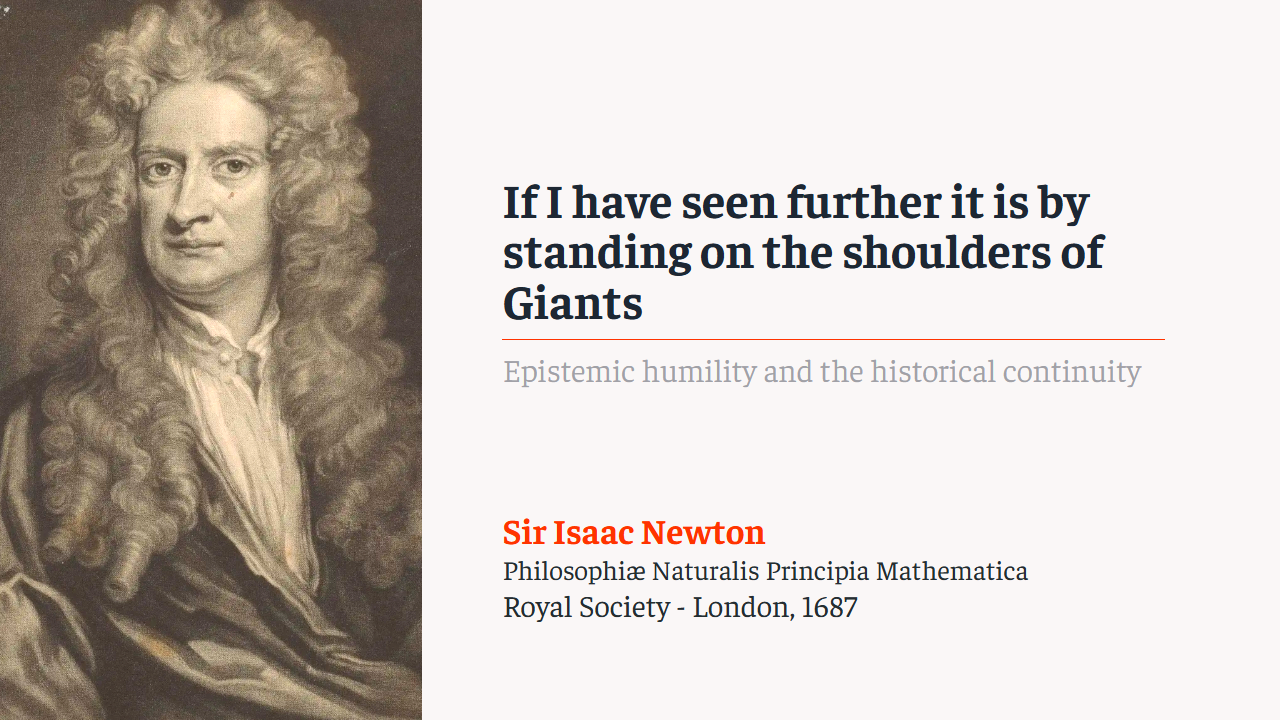 If I have seen further it is by
standing on the shoulders of
Giants
Epistemic humility and the historical continuity
Sir Isaac Newton
Philosophiæ Naturalis Principia Mathematica
Royal Society - London, 1687